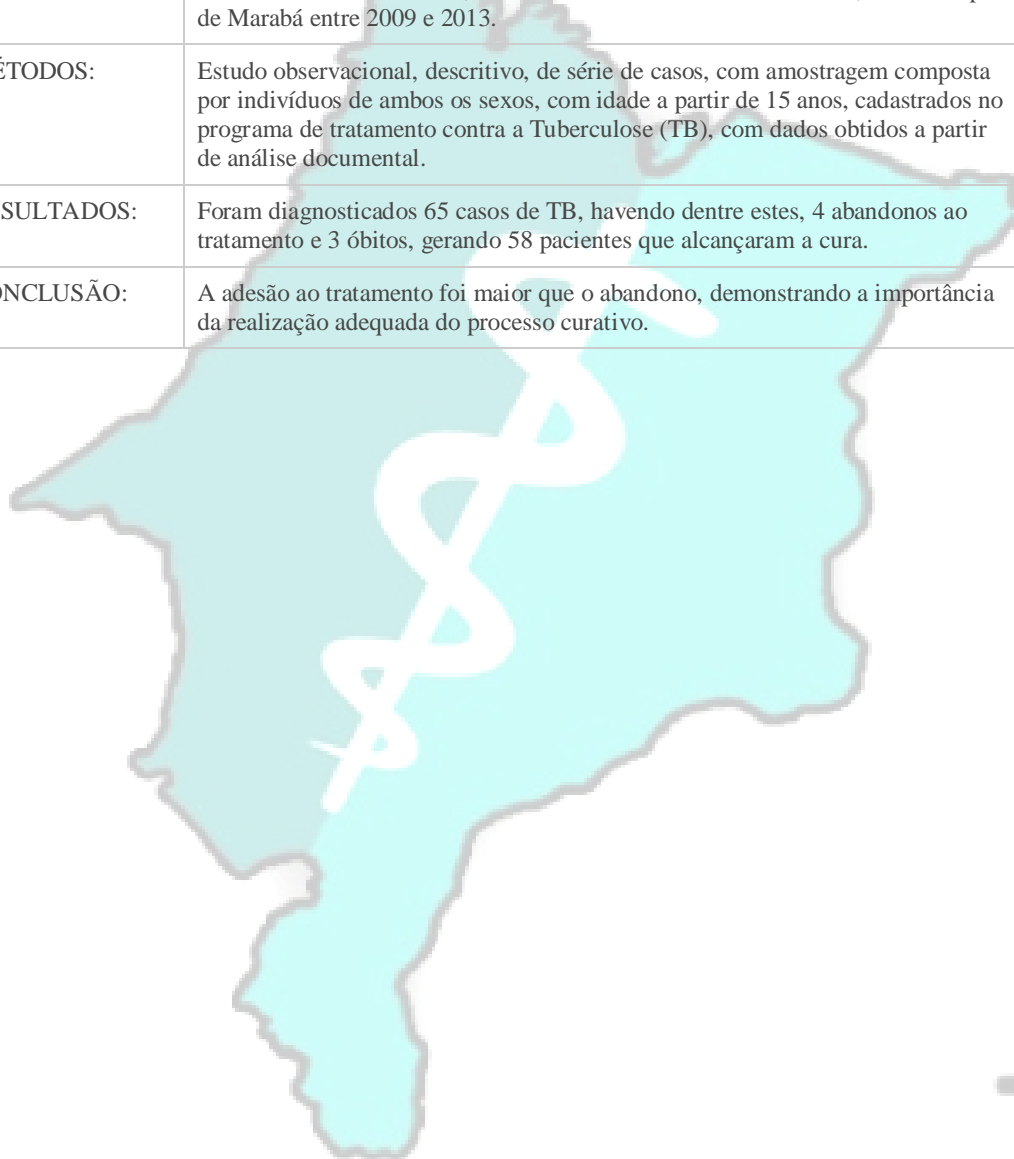 de Marabá entre 2009 e 2013.
ÉTODOS:
Estudo observacional, descritivo, de série de casos, com amostragem composta
por indivíduos de ambos os sexos, com idade a partir de 15 anos, cadastrados no
programa de tratamento contra a Tuberculose (TB), com dados obtidos a partir
de análise documental.
SULTADOS:
Foram diagnosticados 65 casos de TB, havendo dentre estes, 4 abandonos ao
tratamento e 3 óbitos, gerando 58 pacientes que alcançaram a cura.
ONCLUSÃO:
A adesão ao tratamento foi maior que o abandono, demonstrando a importância
da realização adequada do processo curativo.